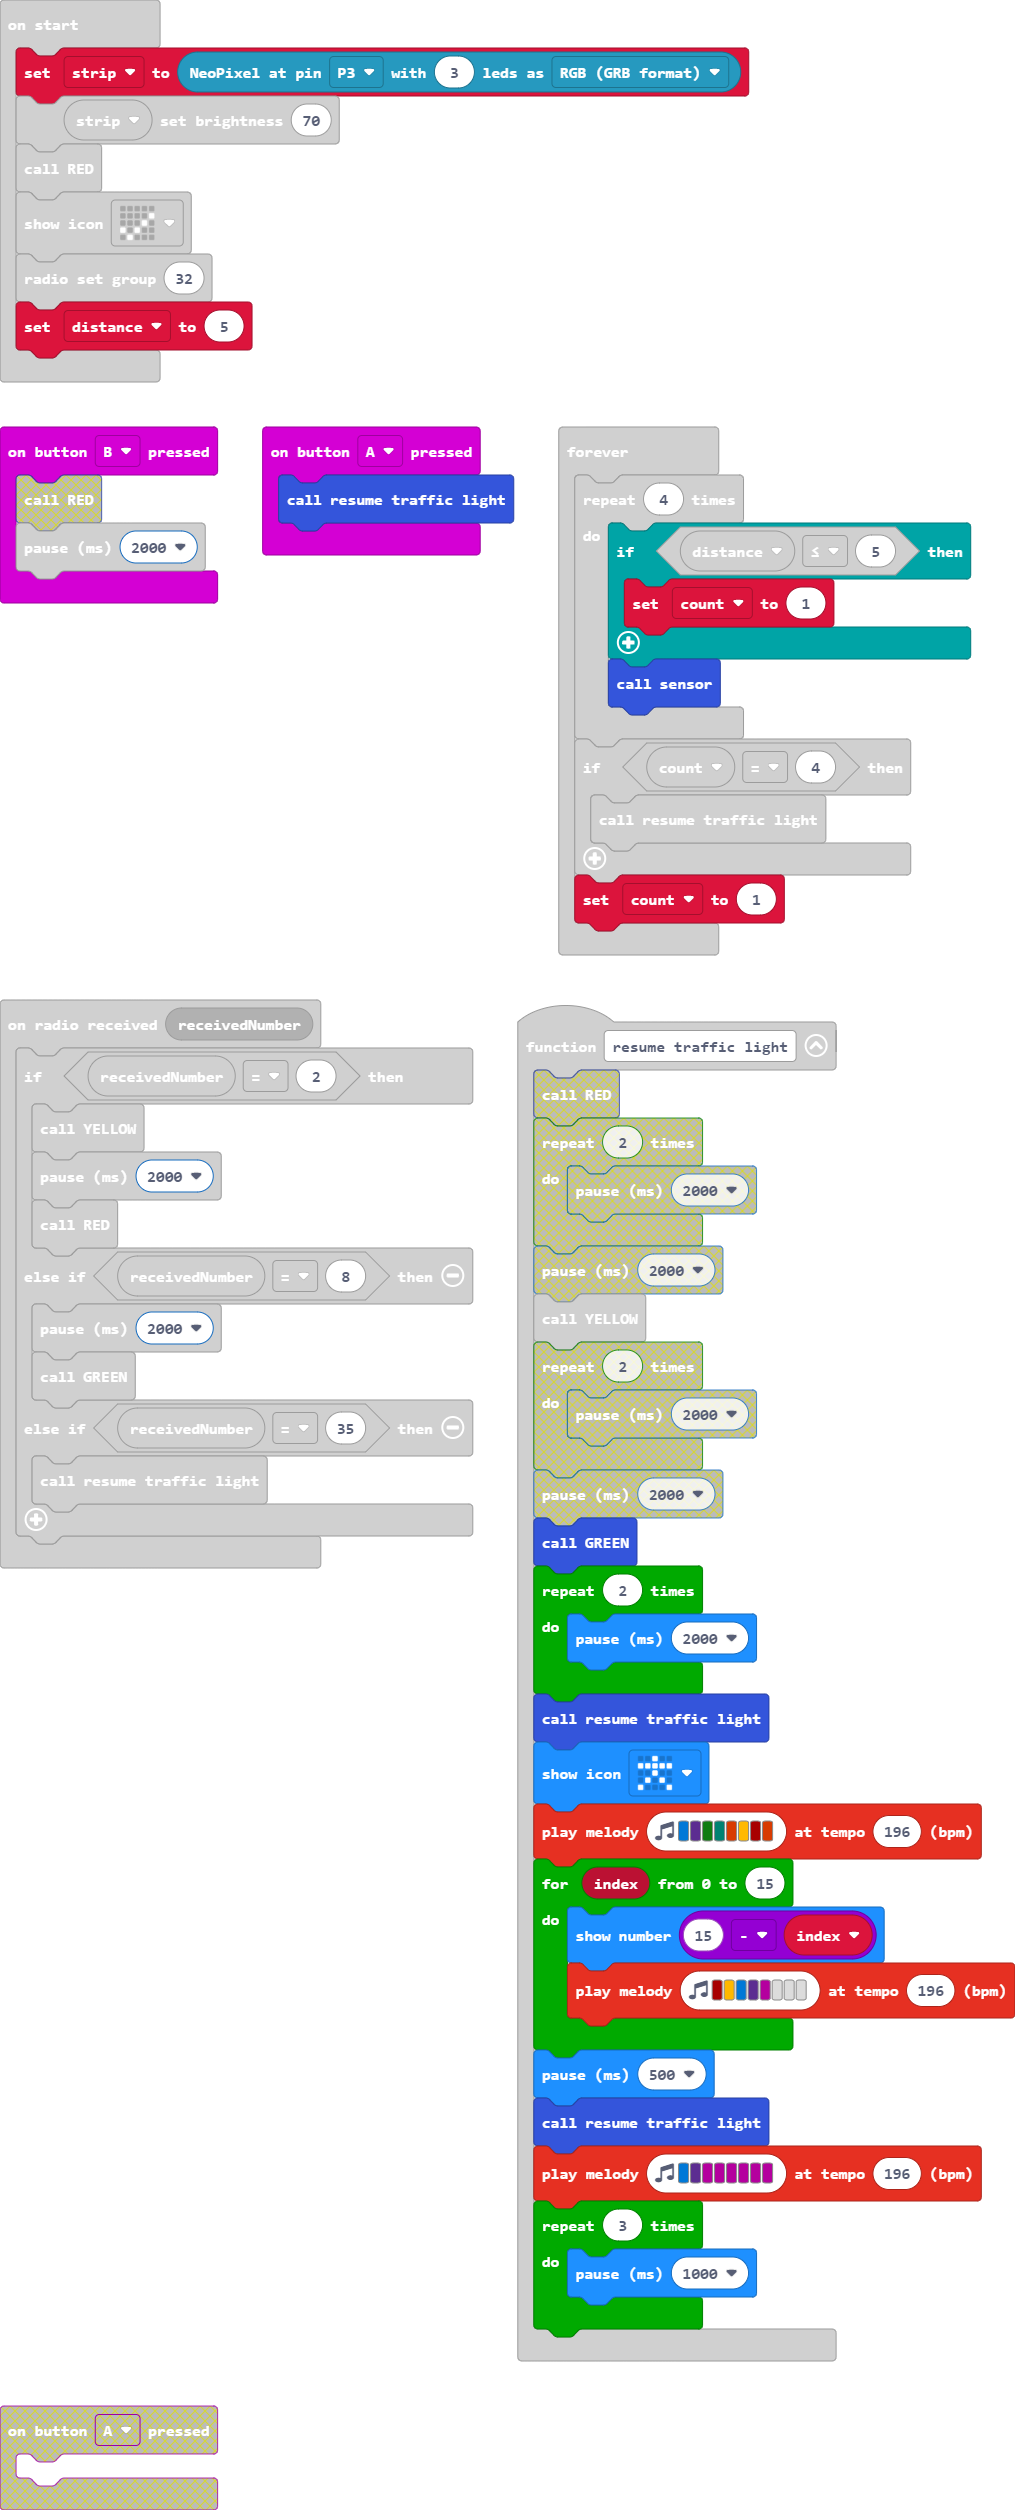 on start
set strip to NeoPixel at pin P3 with 3 leds as RGB (GRB format)
strip set brightness 70
call RED
show icon
radio set group 32
set distance to 5
on button B pressed
call RED
pause (ms) 2000
on button A pressed
call resume traffic light
forever
repeat 4 times
do
if distance ≤ 5 then
set count to 1
call sensor
if count = 4 then
call resume traffic light
set count to 1
on radio received receivedNumber
if receivedNumber = 2 then
call YELLOW
pause (ms) 2000
call RED
else if receivedNumber = 8 then
pause (ms) 2000
call GREEN
else if receivedNumber = 35 then
call resume traffic light
function resume traffic light
call RED
repeat 2 times
do
pause (ms) 2000
pause (ms) 2000
call YELLOW
repeat 2 times
do
pause (ms) 2000
pause (ms) 2000
call GREEN
repeat 2 times
do
pause (ms) 2000
call resume traffic light
show icon
play melody at tempo 196 (bpm)
for index from 0 to 15
do
show number 15 - index
play melody at tempo 196 (bpm)
pause (ms) 500
call resume traffic light
play melody at tempo 196 (bpm)
repeat 3 times
do
pause (ms) 1000
on button A pressed